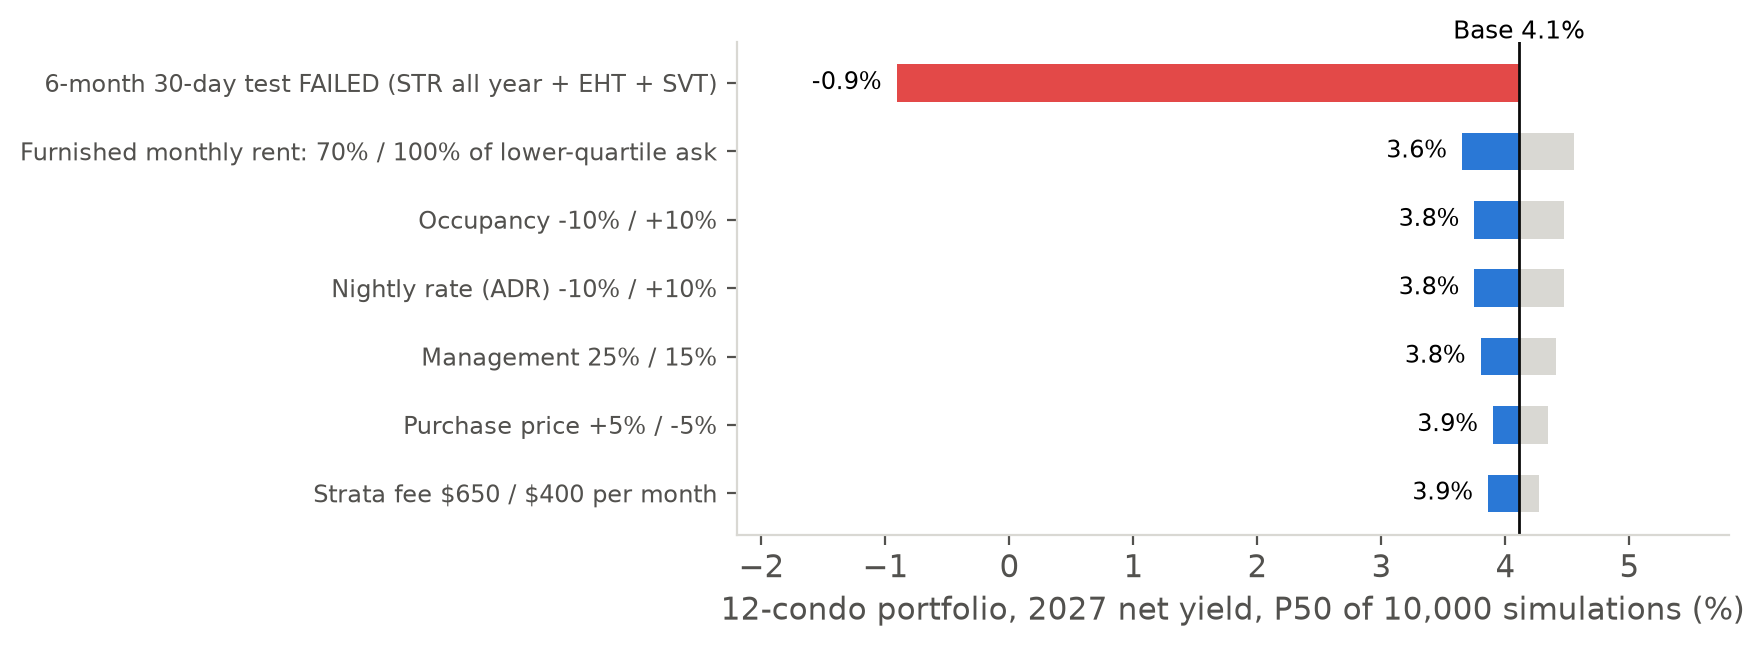 Base 4.1%
6-month 30-day test FAILED (STR all year + EHT + SVT)
-0.9%
Furnished monthly rent: 70% / 100% of lower-quartile ask
3.6%
Occupancy -10% / +10%
3.8%
Nightly rate (ADR) -10% / +10%
3.8%
Management 25% / 15%
3.8%
Purchase price +5% / -5%
3.9%
Strata fee $650 / $400 per month
3.9%
−2 −1 0 1 2 3 4 5
12-condo portfolio, 2027 net yield, P50 of 10,000 simulations (%)